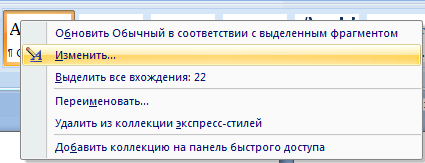 Обновить Обычный в соответствии с выделенным фрагментом
Изменить...
Выделить все вхождения: 22
Переименовать...
Удалить из коллекции экспресс-стилей
Добавить коллекцию на панель быстрого доступа